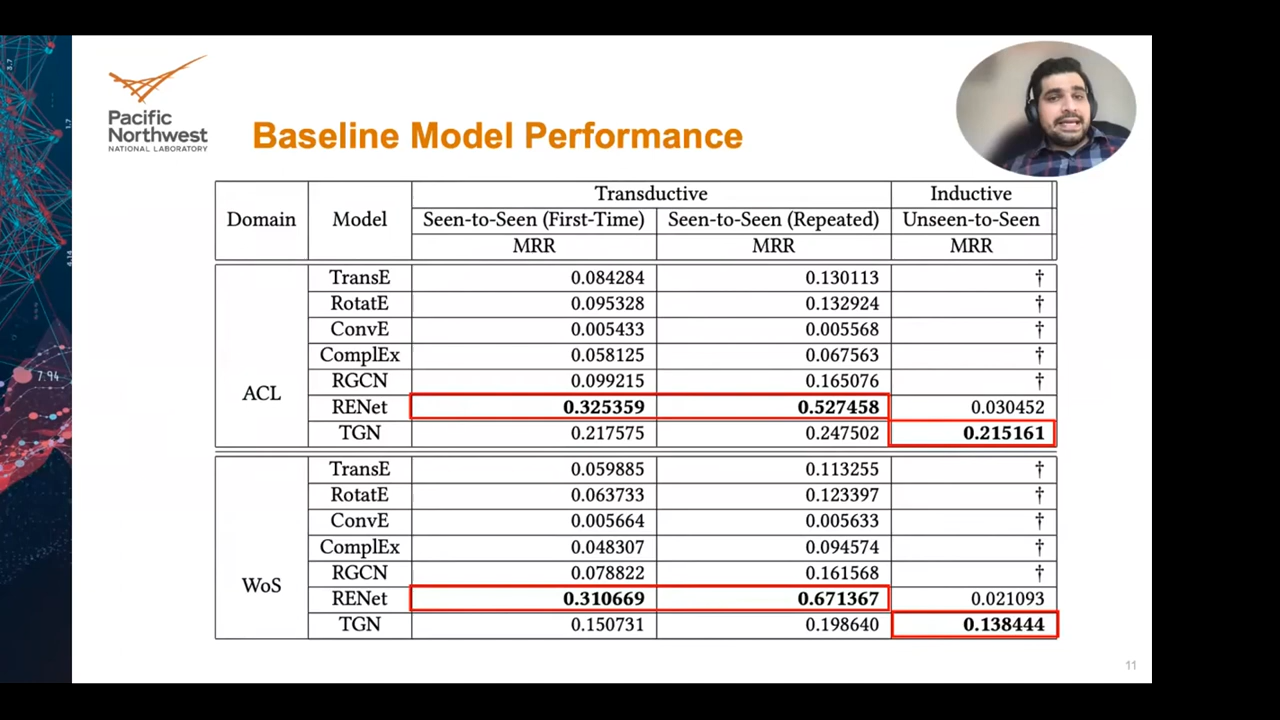 Pacific
Northwest
NATIONAL LABORATORY
Baseline Model Performance
Domain Model Transductive Inductive
Seen-to-Seen (First-Time) Seen-to-Seen (Repeated) Unseen-to-Seen
MRR MRR MRR
ACL
TransE 0.084284 0.130113 †
RotatE 0.095328 0.132924 †
ConvE 0.005433 0.005568 †
ComplEx 0.058125 0.067563 †
RGCN 0.099215 0.165076 †
RENet 0.325359 0.527458 0.030452
TGN 0.217575 0.247502 0.215161
WoS
TransE 0.059885 0.113255 †
RotatE 0.063733 0.123397 †
ConvE 0.005664 0.005633 †
ComplEx 0.048307 0.094574 †
RGCN 0.078822 0.161568 †
RENet 0.310669 0.671367 0.021093
TGN 0.150731 0.198640 0.138444
7.94
11